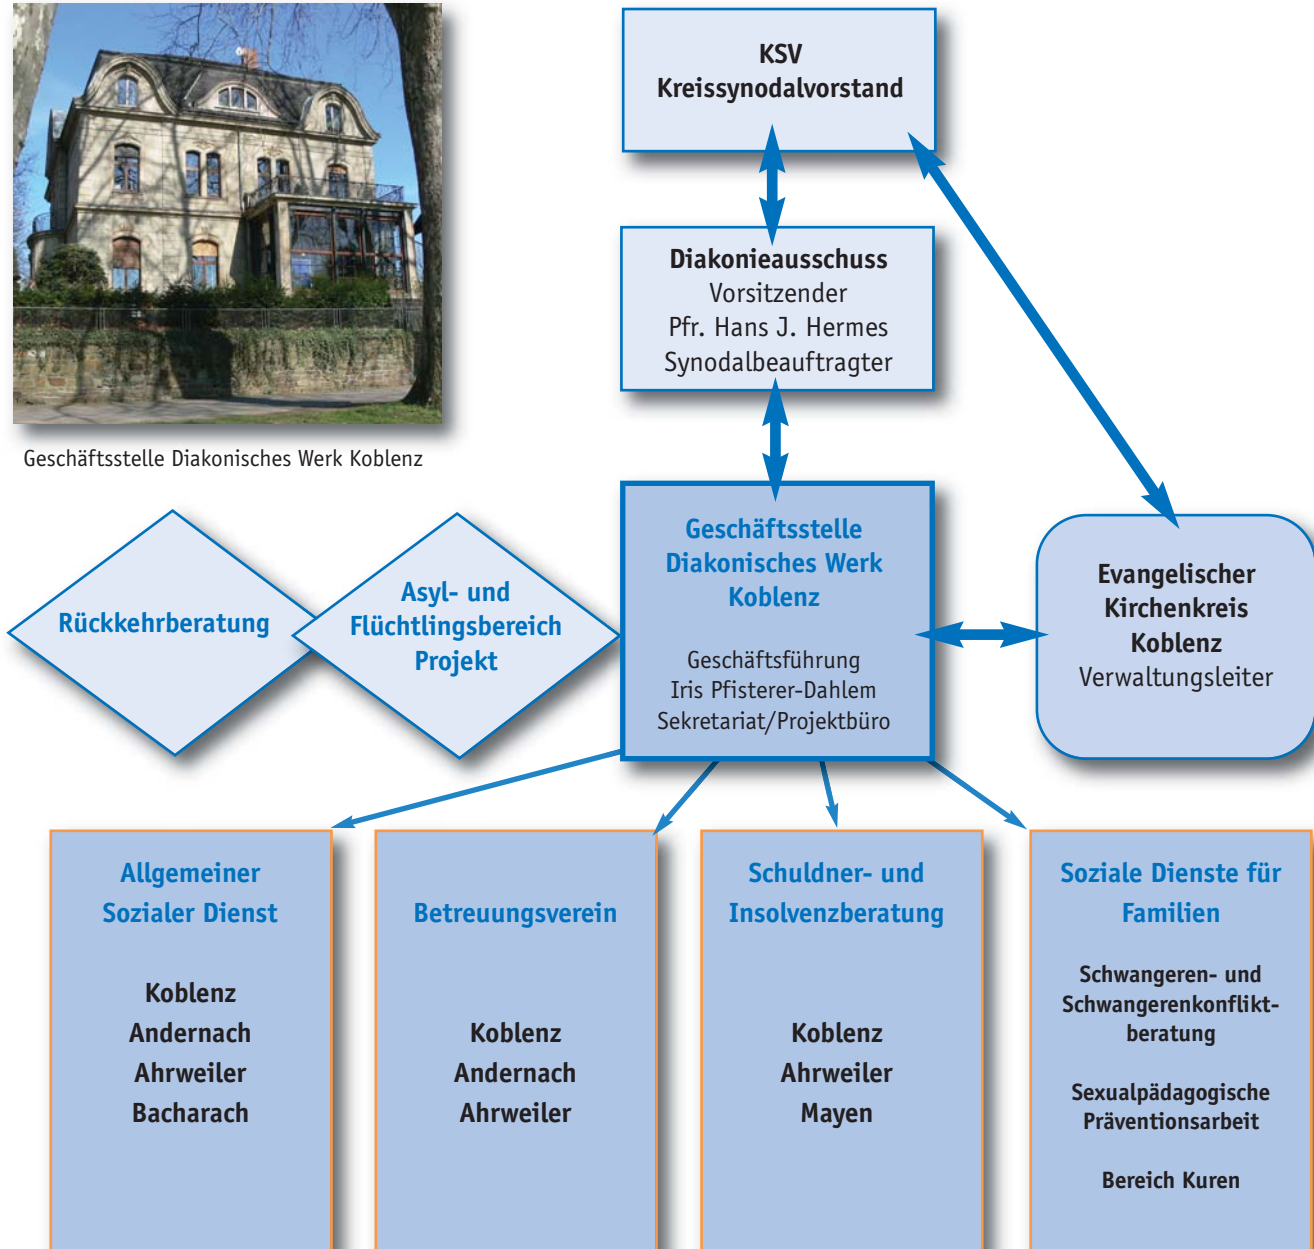 KSV
Kreissynodalvorstand
Diakonieausschuss
Vorsitzender
Pfr. Hans J. Hermes
Synodalbeauftragter
Geschäftsstelle Diakonisches Werk Koblenz
Rückkehrberatung
Asyl- und
Flüchtlingsbereich
Projekt
Geschäftsstelle
Diakonisches Werk
Koblenz
Geschäftsführung
Iris Pfisterer-Dahlem
Sekretariat/Projektbüro
Evangelischer
Kirchenkreis
Koblenz
Verwaltungsleiter
Allgemeiner
Sozialer Dienst
Koblenz
Andernach
Ahrweiler
Bacharach
Betreuungsverein
Koblenz
Andernach
Ahrweiler
Schuldner- und
Insolvenzberatung
Koblenz
Ahrweiler
Mayen
Soziale Dienste für
Familien
Schwangeren- und
Schwangerenkonflikt-
beratung
Sexualpädagogische
Präventionsarbeit
Bereich Kuren